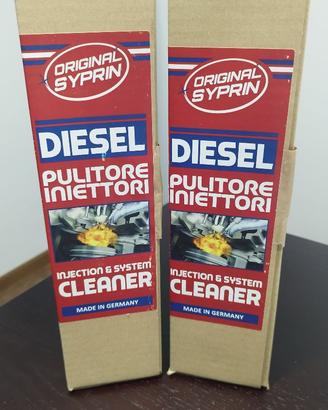 ORIGINAL
SYPRIN
DIESEL
PULITORE
INIETTORI
INJECTION & SYSTEM
CLEANER
MADE IN GERMANY
ORIGINAL
SYPRIN
DIESEL
PULITORE
INIETTORI
INJECTION & SYSTEM
CLEANER
MADE IN GERMANY